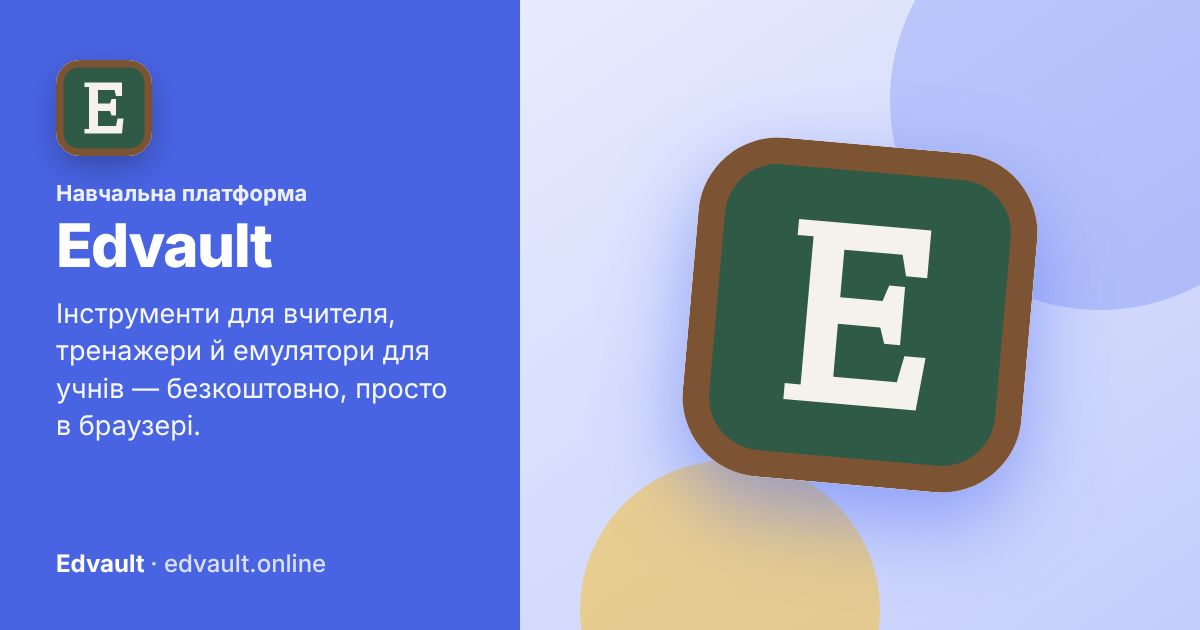 E
Навчальна платформа
Edvault
Інструменти для вчителя,
тренажери й емулятори для
учнів — безкоштовно, просто
в браузері.
Edvault · edvault.online
E